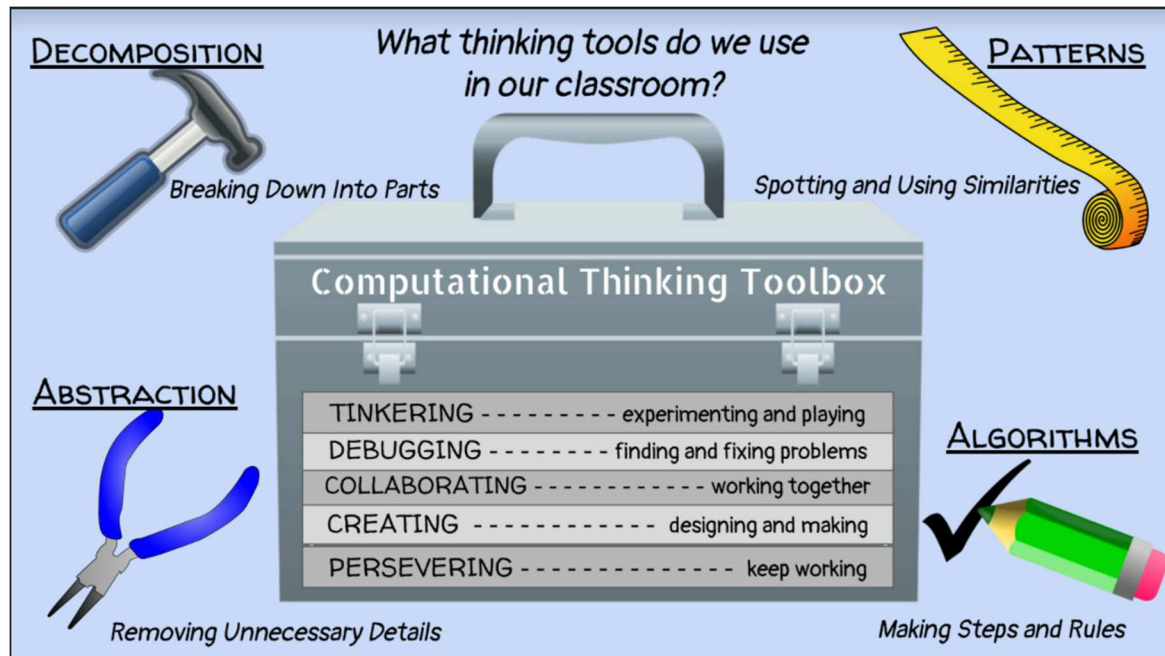 What thinking tools do we use
in our classroom?
DECOMPOSITION
Breaking Down Into Parts
PATTERNS
Spotting and Using Similarities
Computational Thinking Toolbox
TINKERING - - - - - - - - - experimenting and playing
DEBUGGING - - - - - - - - finding and fixing problems
COLLABORATING - - - - - - - - - - - - working together
CREATING - - - - - - - - - - - - designing and making
PERSEVERING - - - - - - - - - - - - - - keep working
ABSTRACTION
Removing Unnecessary Details
ALGORITHMS
Making Steps and Rules